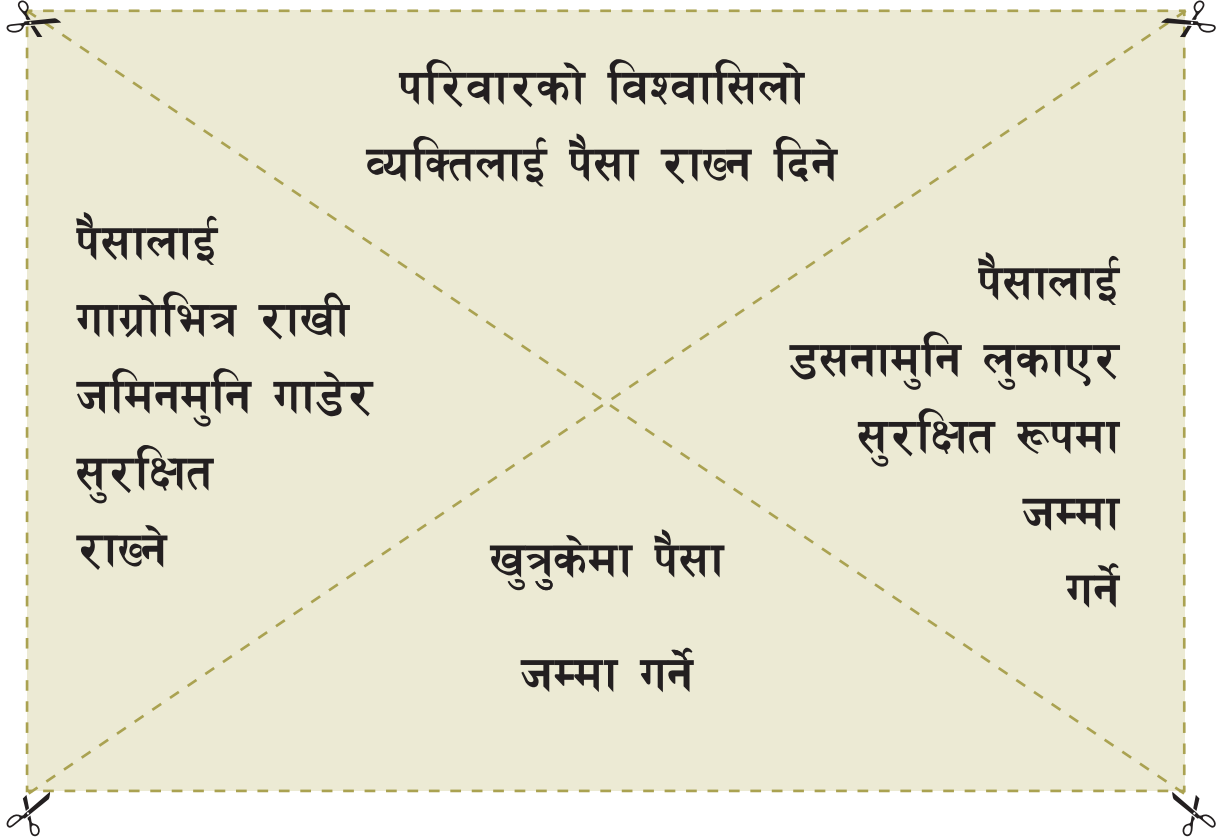 परिवारको विश्वासिलो
व्यक्तिलाई पैसा राख्न दिने
पैसालाई
गाग्रोभित्र राखी
जमिनमुनि गाडेर
सुरक्षित
राख्ने
पैसालाई
डसनामुनि लुकाएर
सुरक्षित रूपमा
जम्मा
गर्ने
खुत्रुकेमा पैसा
जम्मा गर्ने